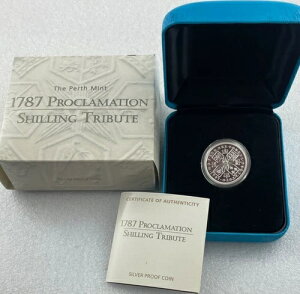 The Perth Mint
1787 PROCLAMATION
SHILLING TRIBUTE
CERTIFICATE OF AUTHENTICITY
1787 PROCLAMATION
SHILLING TRIBUTE
SILVER PROOF COIN